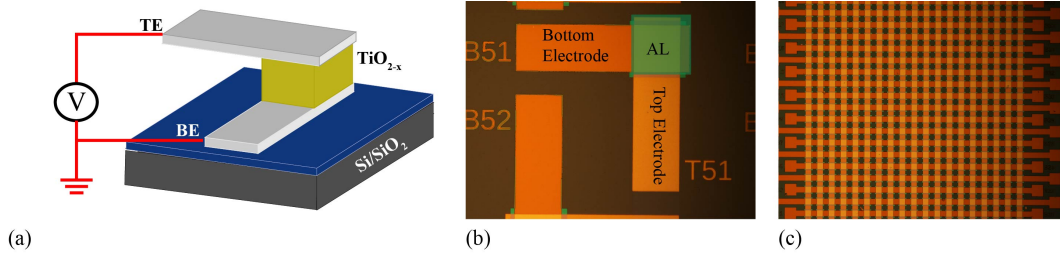 TE
TiO2-x
V
BE
Si/SiO2
(a)
B51
Bottom
Electrode
AL
B52
Top Electrode
T51
(b)
(c)